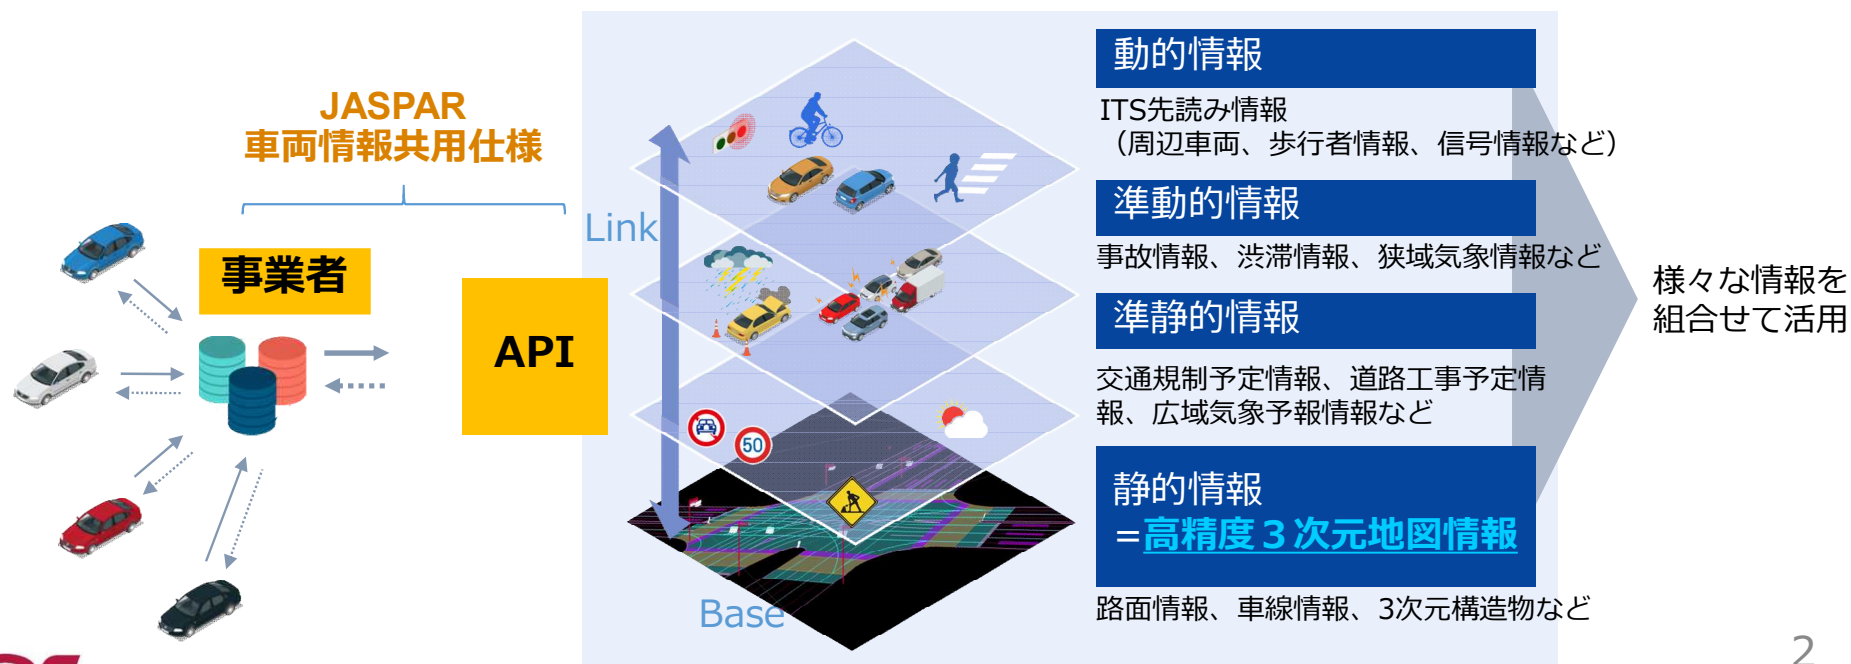 JASPAR
車両情報共用仕様
事業者
API
Link
Base
50
動的情報
ITS先読み情報
（周辺車両、歩行者情報、信号情報など）
準動的情報
事故情報、渋滞情報、狭域気象情報など
準静的情報
交通規制予定情報、道路工事予定情
報、広域気象予報情報など
静的情報
=高精度３次元地図情報
路面情報、車線情報、3次元構造物など
様々な情報を
組合せて活用
2